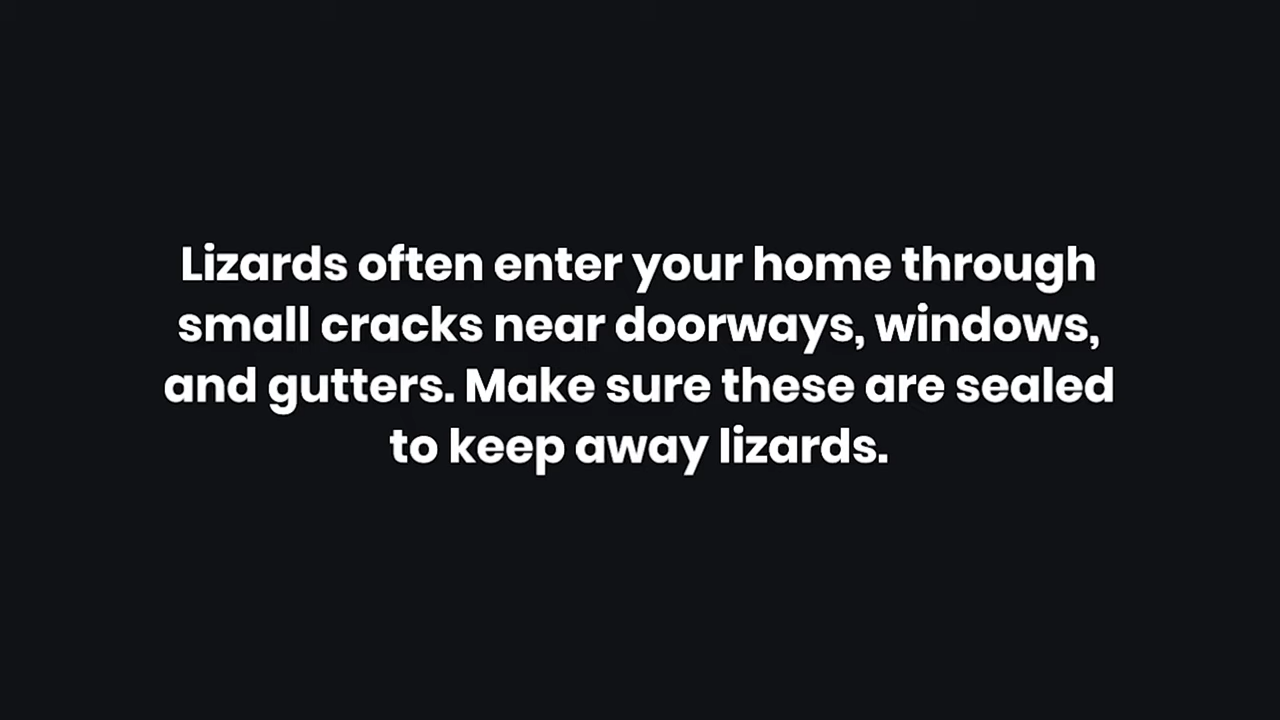 Lizards often enter your home through
small cracks near doorways, windows,
and gutters. Make sure these are sealed
to keep away lizards.